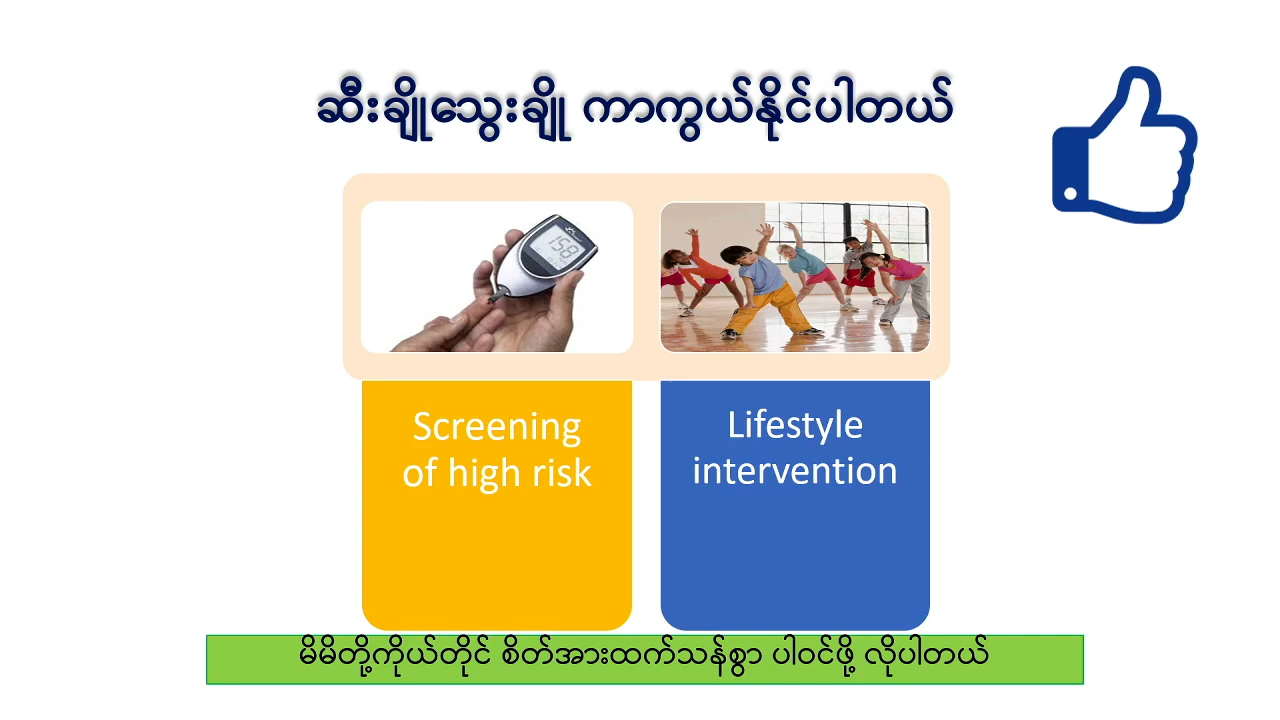 ဆီးချိုသွေးချို ကာကွယ်နိုင်ပါတယ်
158
Screening
of high risk
Lifestyle
intervention
မိမိတို့ကိုယ်တိုင် စိတ်အားထက်သန်စွာ ပါဝင်ဖို့ လိုပါတယ်